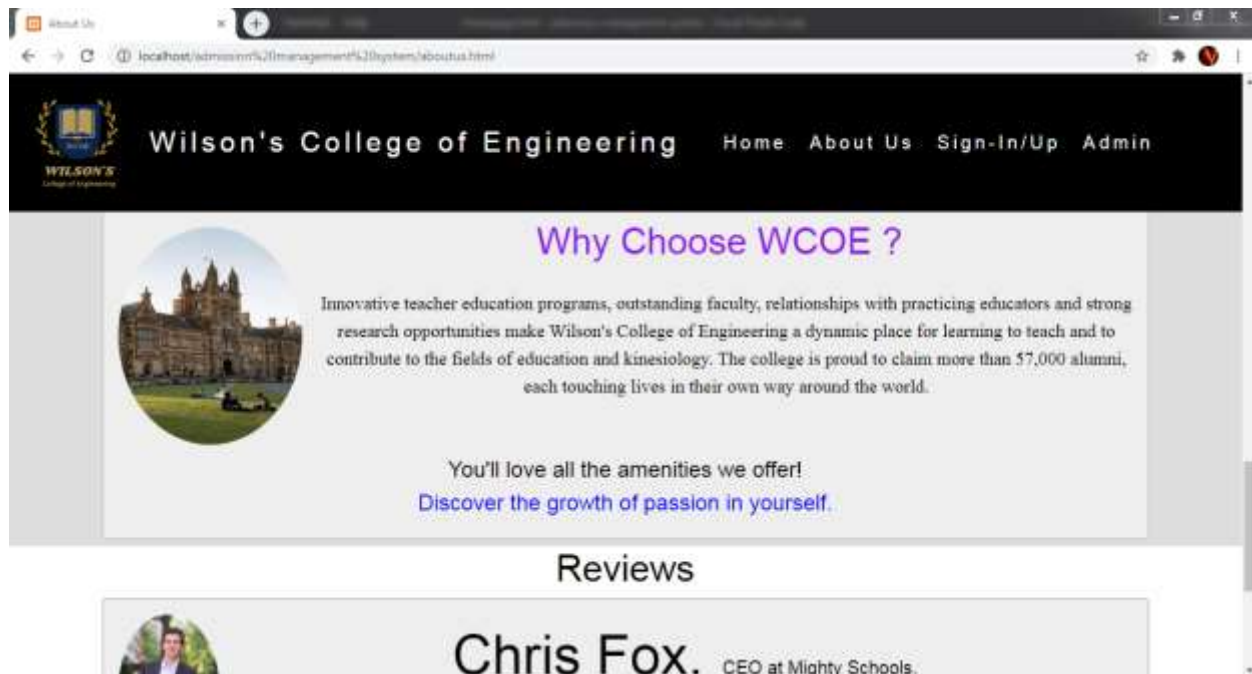 About Us
localhost/admission%20management%20system/aboutus.html
WILSON'S
College of Engineering
Wilson's College of Engineering
Home About Us Sign-In/Up Admin
Why Choose WCOE ?
Innovative teacher education programs, outstanding faculty, relationships with practicing educators and strong
research opportunities make Wilson's College of Engineering a dynamic place for learning to teach and to
contribute to the fields of education and kinesiology. The college is proud to claim more than 57,000 alumni,
each touching lives in their own way around the world.
You'll love all the amenities we offer!
Discover the growth of passion in yourself.
Reviews
Chris Fox. CEO at Mighty Schools.